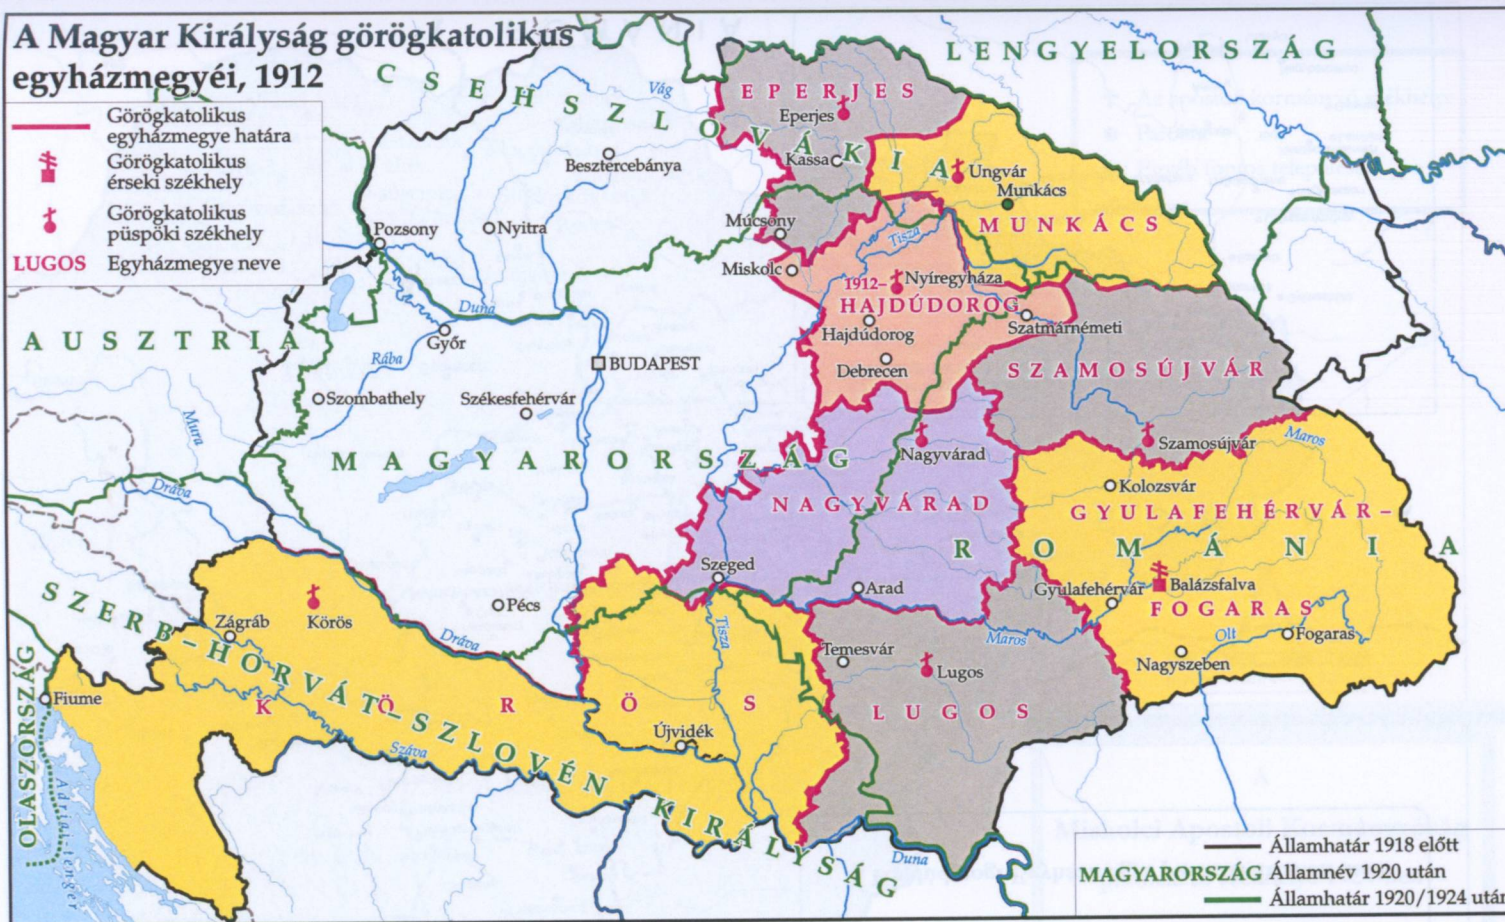 A Magyar Királyság görögkatolikus
egyházmegyéi, 1912
Görögkatolikus
egyházmegye határa
Görögkatolikus
érseki székhely
Görögkatolikus
püspöki székhely
LUGOS Egyházmegye neve
LENGYELORSZÁG
CSEHSZLOVÁKIA
AUSZTRIA
MAGYARORSZÁG
ROMÁNIA
SZERB–HORVÁT–SZLOVÉN KIRÁLYSÁG
OLASZORSZÁG
Adriai-tenger
EPERJES
Eperjes
Kassa
Vág
Besztercebánya
Ungvár
Munkács
MUNKÁCS
Múcsony
Nyitra
Pozsony
Tisza
Miskolc
1912–
Nyíregyháza
HAJDÚDOROG
Hajdúdorog
Szatmárnémeti
Debrecen
Duna
Győr
Rába
BUDAPEST
Szombathely
Székesfehérvár
Mura
SZAMOSÚJVÁR
Szamosújvár
Maros
Nagyvárad
NAGYVÁRAD
Kolozsvár
GYULAFEHÉRVÁR–
FOGARAS
Dráva
Szeged
Arad
Gyulafehérvár
Balázsfalva
Pécs
Körös
Zágráb
Dráva
Tisza
Maros
Olt
Fogaras
Nagyszeben
Temesvár
Lugos
LUGOS
Fiume
KÖRÖS
Újvidék
Száva
Duna
Államhatár 1918 előtt
MAGYARORSZÁG Államnév 1920 után
Államhatár 1920/1924 után